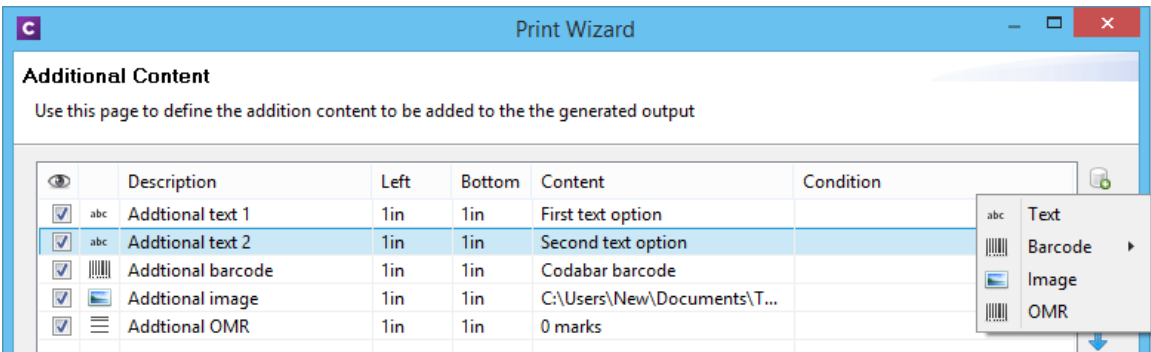 C Print Wizard
Additional Content
Use this page to define the addition content to be added to the the generated output
Description Left Bottom Content Condition
abc Addtional text 1 1in 1in First text option
abc Addtional text 2 1in 1in Second text option
Addtional barcode 1in 1in Codabar barcode
Addtional image 1in 1in C:\Users\New\Documents\T...
Addtional OMR 1in 1in 0 marks
abc Text
Barcode
Image
OMR